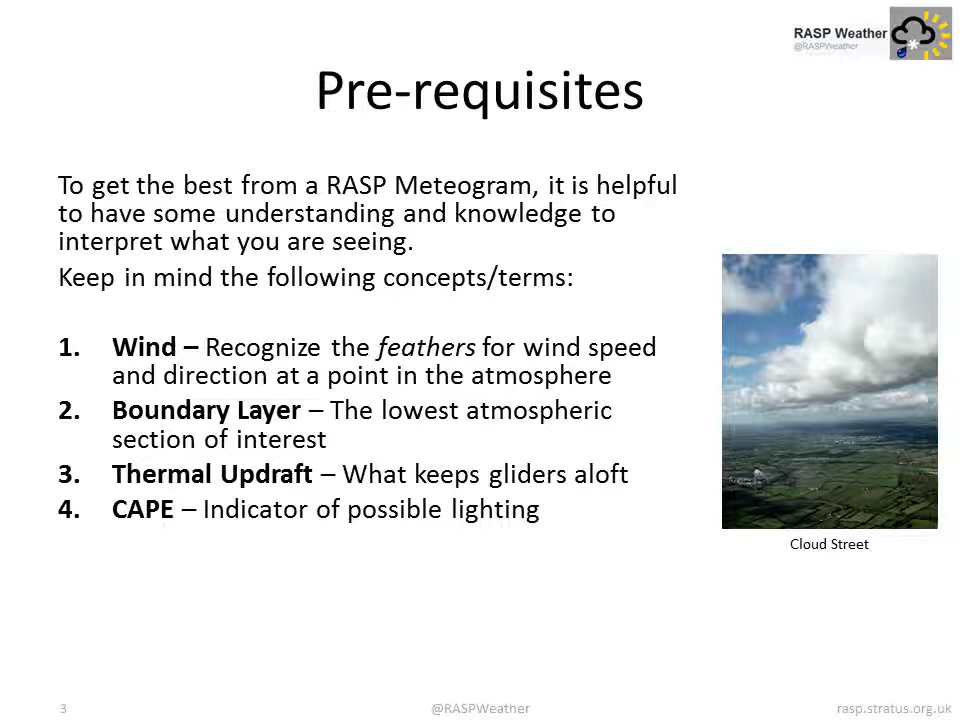 RASP Weather
@RASPWeather
Pre-requisites
To get the best from a RASP Meteogram, it is helpful
to have some understanding and knowledge to
interpret what you are seeing.
Keep in mind the following concepts/terms:
1. Wind – Recognize the feathers for wind speed
and direction at a point in the atmosphere
2. Boundary Layer – The lowest atmospheric
section of interest
3. Thermal Updraft – What keeps gliders aloft
4. CAPE – Indicator of possible lighting
Cloud Street
3 @RASPWeather rasp.stratus.org.uk